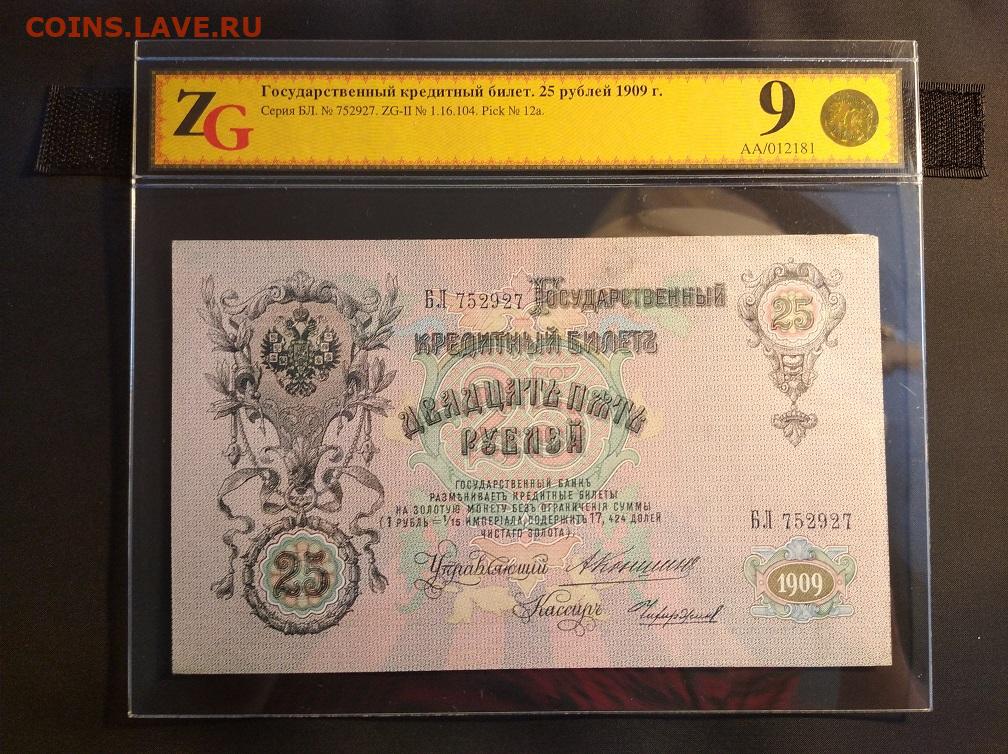 COINS.LAVE.RU
ZG
Государственный кредитный билет. 25 рублей 1909 г.
Серия БЛ. № 752927. ZG-II № 1.16.104. Pick № 12a.
9
AA/012181
БЛ 752927 Государственный
Кредитный Билетъ
25
Двадцать пять
рублей
25
ГОСУДАРСТВЕННЫЙ БАНКЪ
РАЗМѢНИВАЕТЪ КРЕДИТНЫЕ БИЛЕТЫ
НА ЗОЛОТУЮ МОНЕТУ БЕЗЪ ОГРАНИЧЕНІЯ СУММЫ
(1 РУБЛЬ = 1/15 ИМПЕРІАЛА, СОДЕРЖИТЪ 17,424 ДОЛЕЙ
ЧИСТАГО ЗОЛОТА).
БЛ 752927
Управляющій
25
1909
Кассиръ